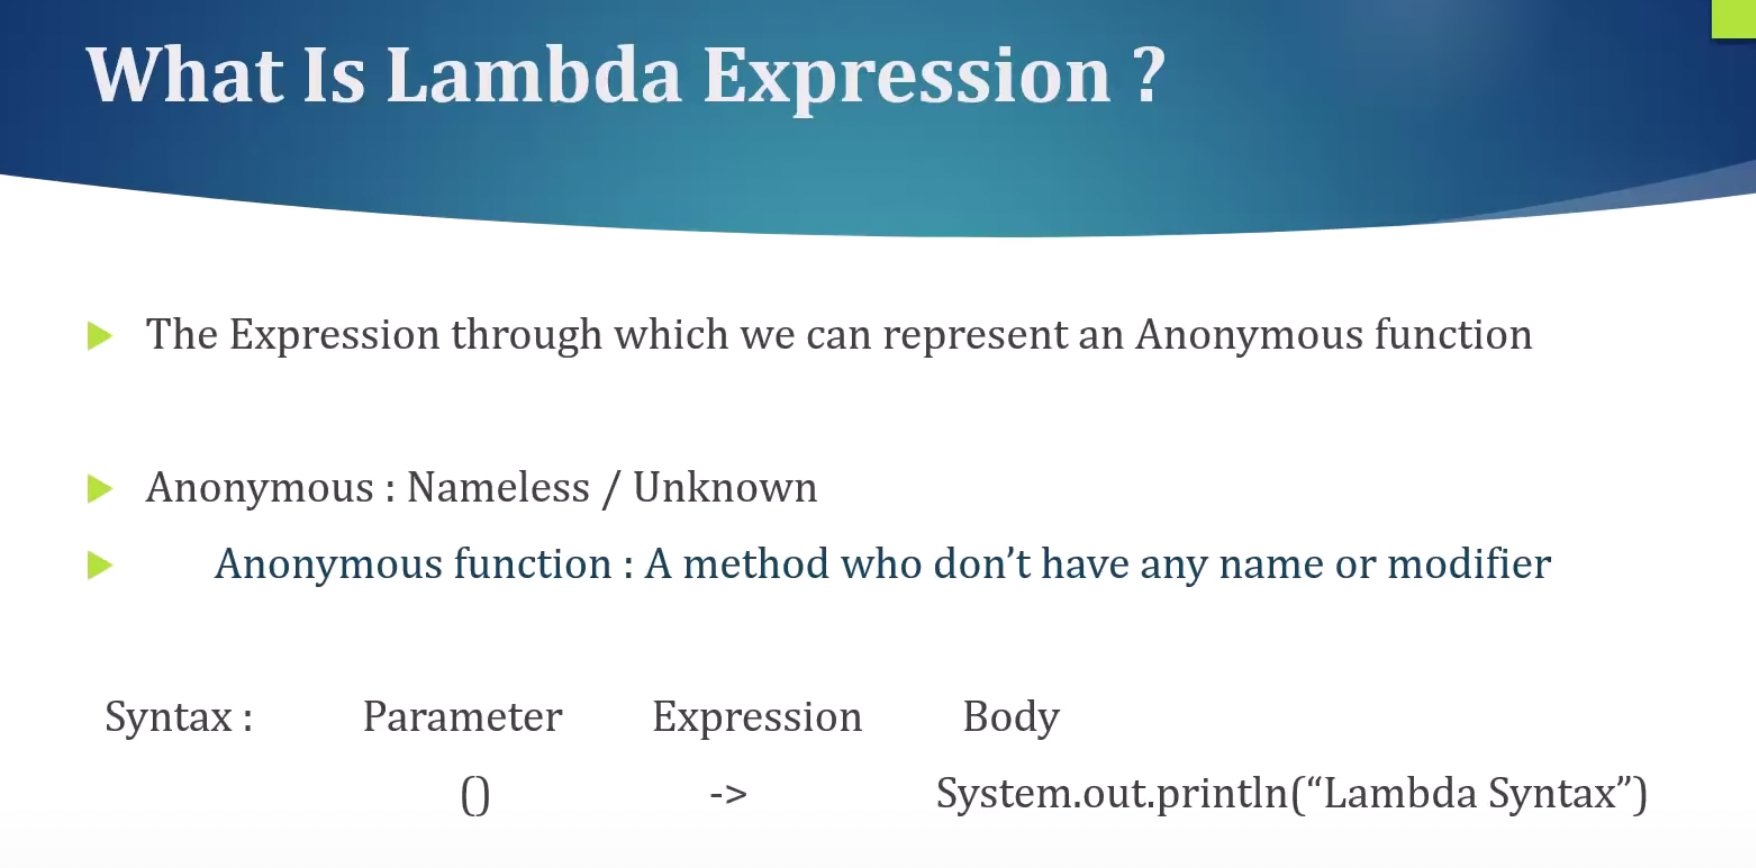 What Is Lambda Expression ?
The Expression through which we can represent an Anonymous function
Anonymous : Nameless / Unknown
Anonymous function : A method who don’t have any name or modifier
Syntax : Parameter Expression Body
() -> System.out.println(“Lambda Syntax”)